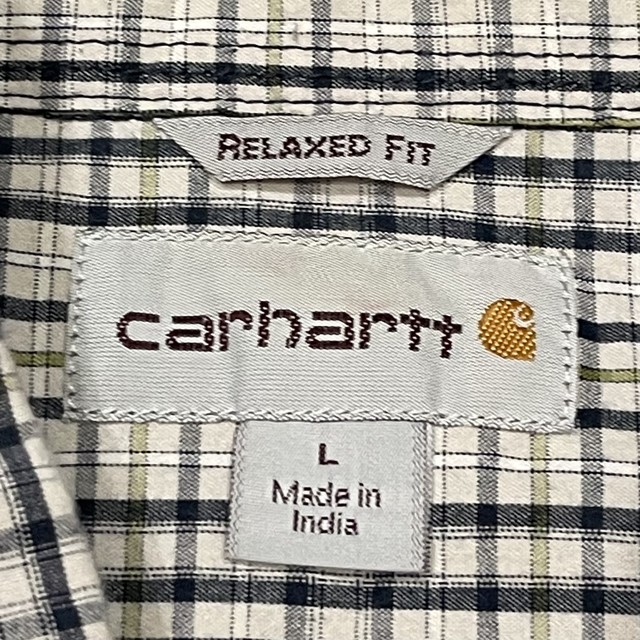 RELAXED FIT
carhartt
L
Made in
India